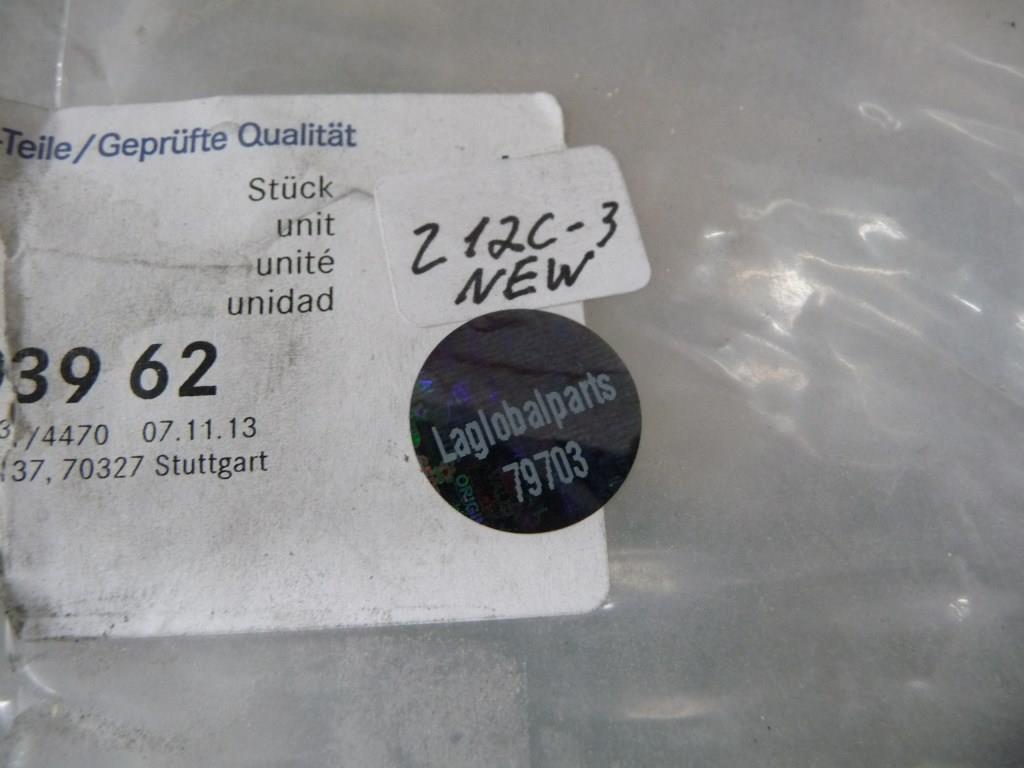 -Teile/Geprüfte Qualität
Stück
unit
unité
unidad
39 62
/4470 07.11.13
137, 70327 Stuttgart
212C-3
NEW
Laglobalparts
79703